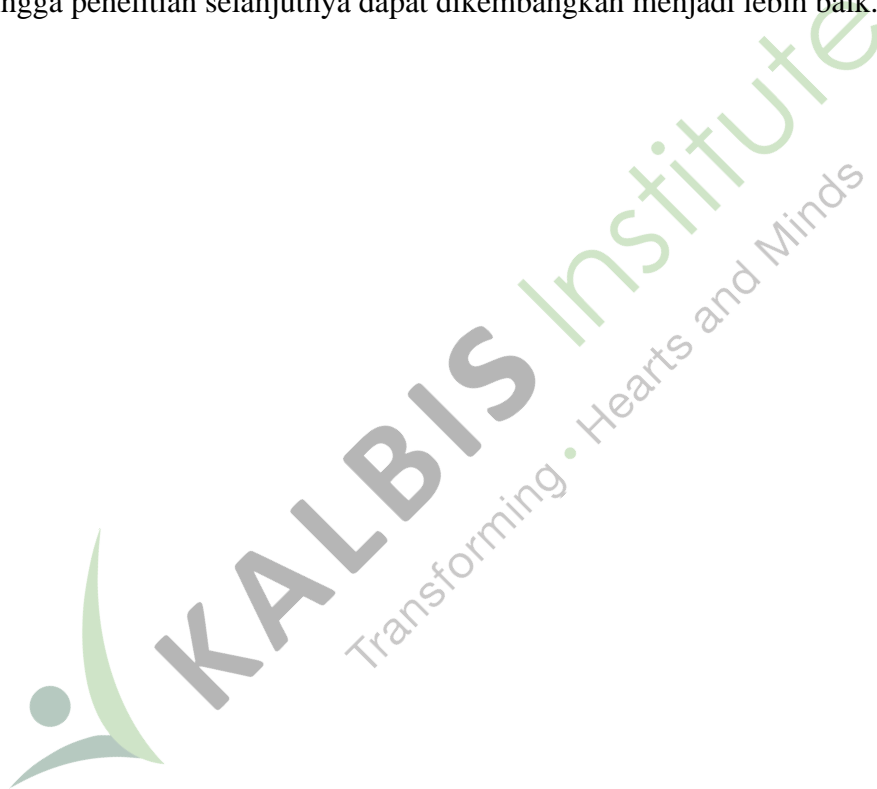 ngga penelitian selanjutnya dapat dikembangkan menjadi lebih baik.
KALBIS Institute
Transforming • Hearts and Minds